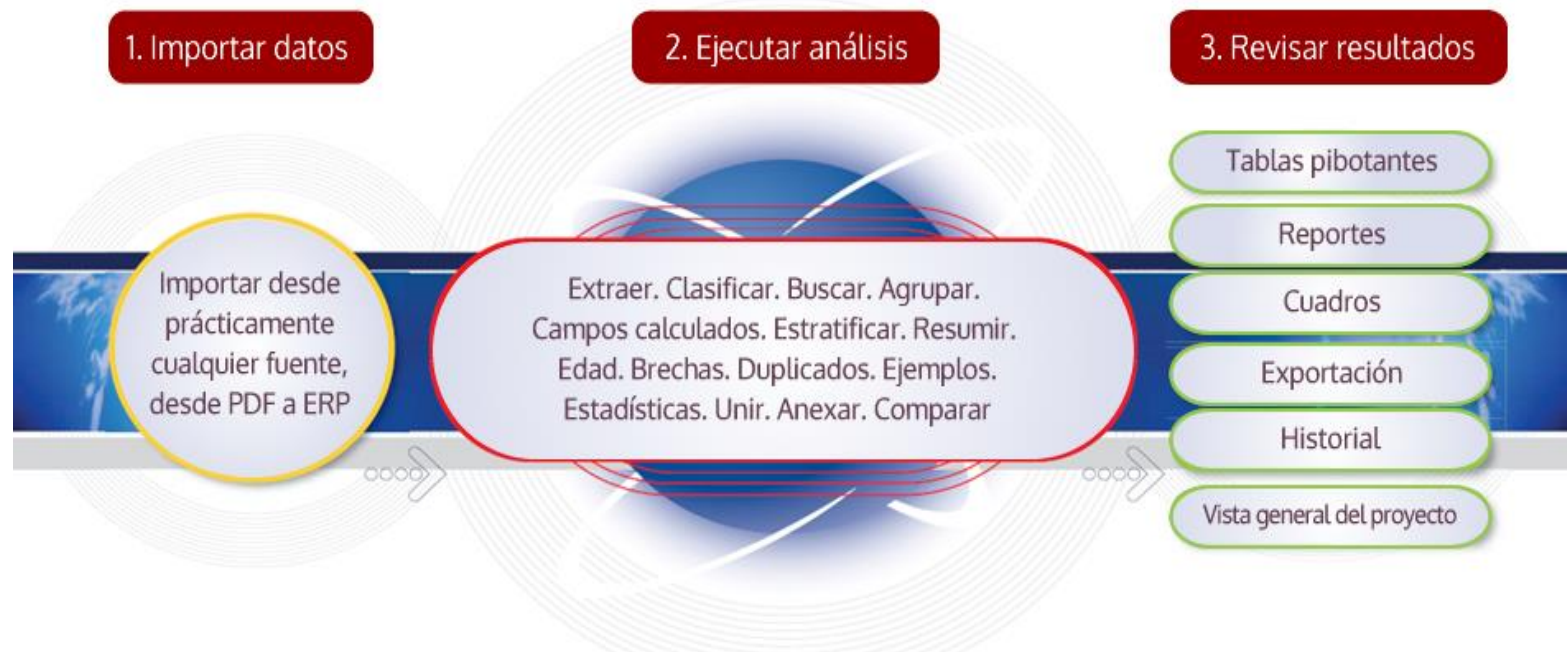 1. Importar datos
2. Ejecutar análisis
3. Revisar resultados
Importar desde
prácticamente
cualquier fuente,
desde PDF a ERP
Extraer. Clasificar. Buscar. Agrupar.
Campos calculados. Estratificar. Resumir.
Edad. Brechas. Duplicados. Ejemplos.
Estadísticas. Unir. Anexar. Comparar
Tablas pibotantes
Reportes
Cuadros
Exportación
Historial
Vista general del proyecto